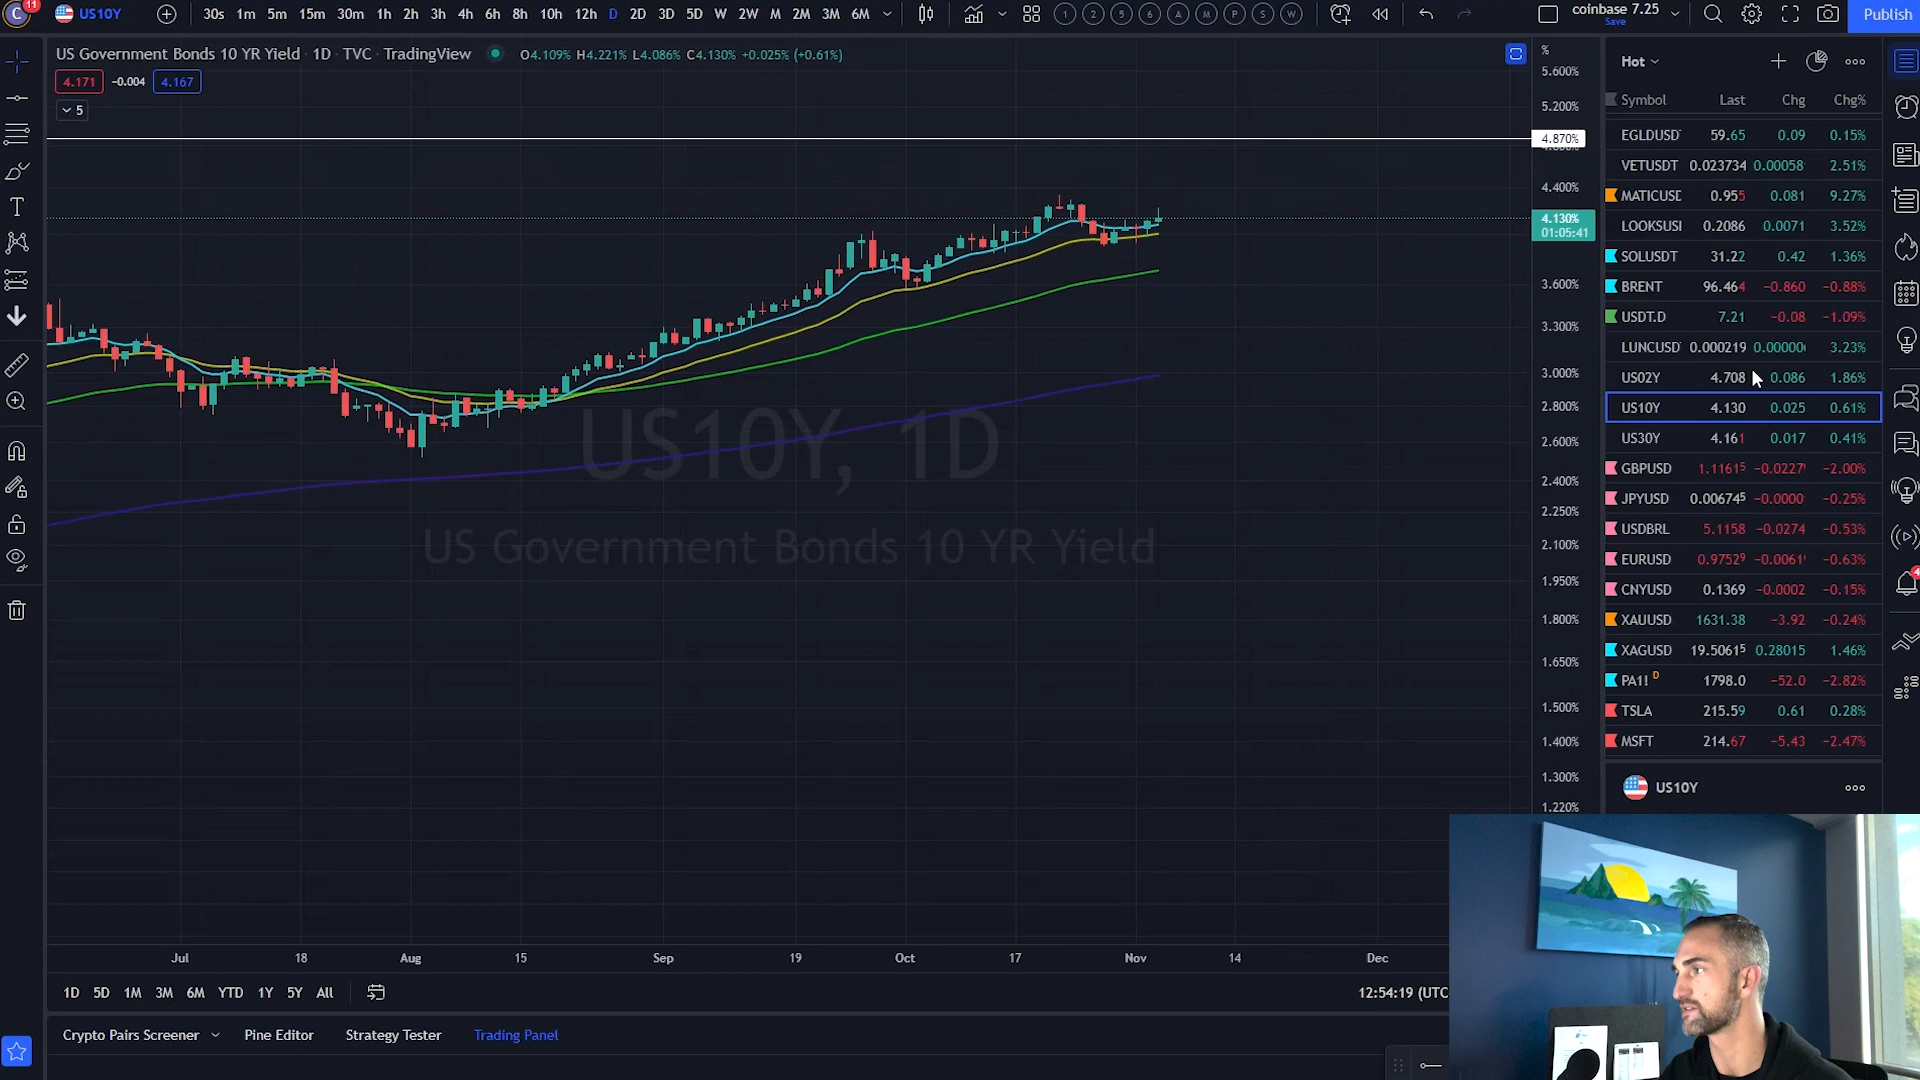 C 11 US10Y 30s 1m 5m 15m 30m 1h 2h 3h 4h 6h 8h 10h 12h D 2D 3D 5D W 2W M 2M 3M 6M 1 2 5 6 A M P S W coinbase 7.25 Save Publish
US Government Bonds 10 YR Yield · 1D · TVC · TradingView O4.109% H4.221% L4.086% C4.130% +0.025% (+0.61%)
4.171 -0.004 4.167
5
%
5.600%
5.200%
4.870%
4.400%
4.130%
01:05:41
3.600%
3.300%
3.000%
2.800%
2.600%
2.400%
2.250%
2.100%
1.950%
1.800%
1.650%
1.500%
1.400%
1.300%
1.220%
US10Y, 1D
US Government Bonds 10 YR Yield
Jul 18 Aug 15 Sep 19 Oct 17 Nov 14 Dec
1D 5D 1M 3M 6M YTD 1Y 5Y All 12:54:19 (UTC
Crypto Pairs Screener Pine Editor Strategy Tester Trading Panel
Hot
Symbol Last Chg Chg%
EGLDUSD 59.65 0.09 0.15%
VETUSDT 0.023734 0.00058 2.51%
MATICUSD 0.955 0.081 9.27%
LOOKSUSI 0.2086 0.0071 3.52%
SOLUSDT 31.22 0.42 1.36%
BRENT 96.464 -0.860 -0.88%
USDT.D 7.21 -0.08 -1.09%
LUNCUSD 0.000219 0.00000 3.23%
US02Y 4.708 0.086 1.86%
US10Y 4.130 0.025 0.61%
US30Y 4.161 0.017 0.41%
GBPUSD 1.11615 -0.0227 -2.00%
JPYUSD 0.006745 -0.0000 -0.25%
USDBRL 5.1158 -0.0274 -0.53%
EURUSD 0.97529 -0.0061 -0.63%
CNYUSD 0.1369 -0.0002 -0.15%
XAUUSD 1631.38 -3.92 -0.24%
XAGUSD 19.50615 0.28015 1.46%
PA1! D 1798.0 -52.0 -2.82%
TSLA 215.59 0.61 0.28%
MSFT 214.67 -5.43 -2.47%
US10Y